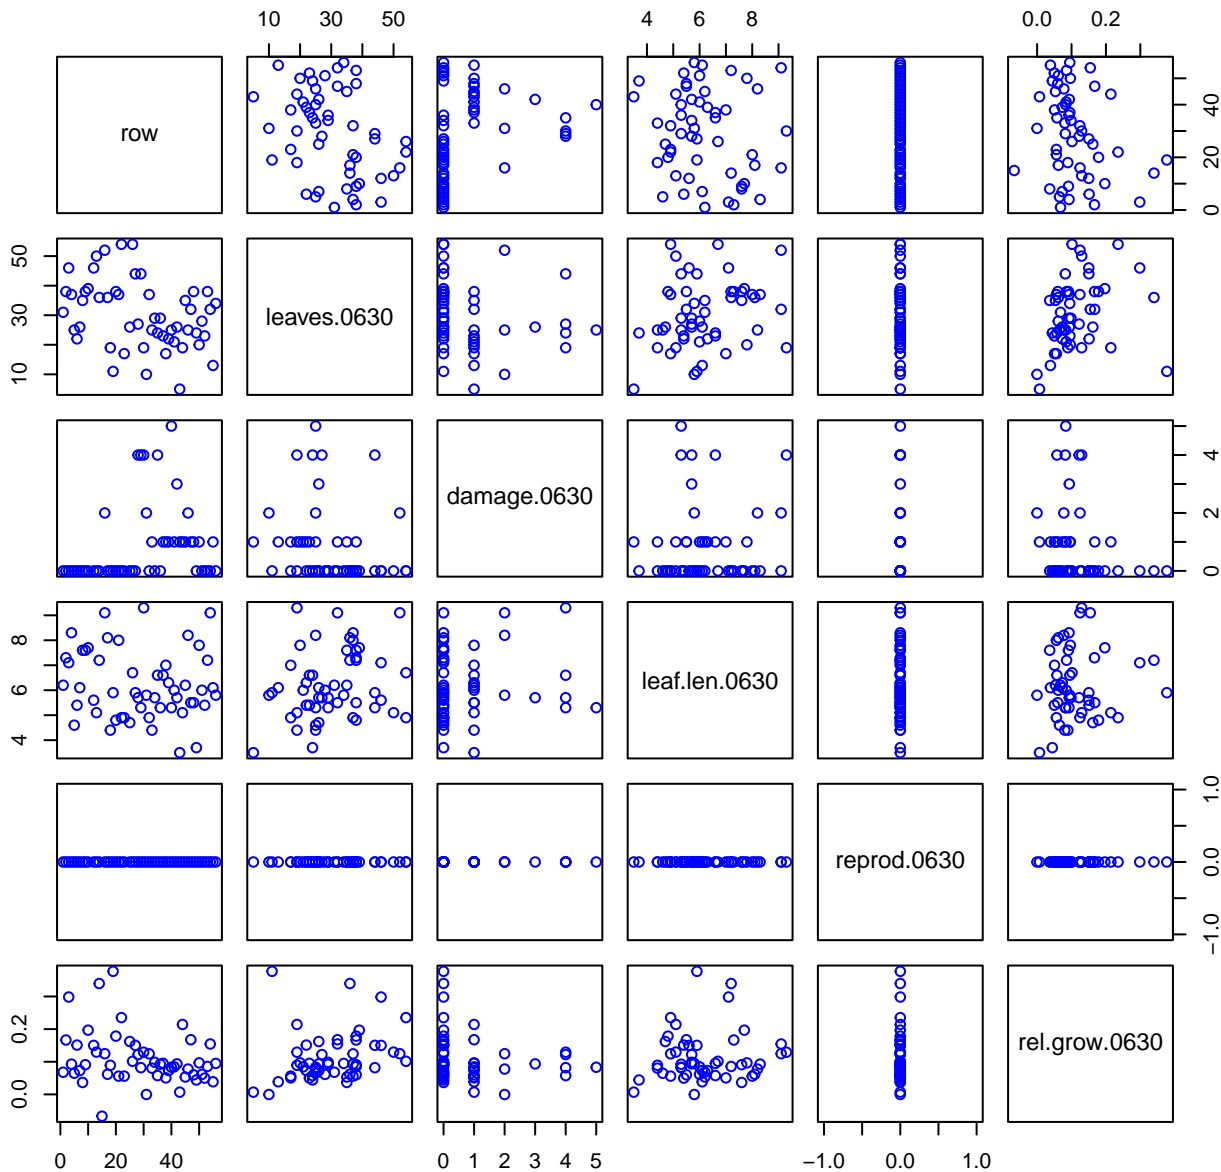 10 30 50 4 6 8 0.0 0.2
row 0 20 40
10 30 50 leaves.0630
damage.0630 0 2 4
4 6 8 leaf.len.0630
reprod.0630 -1.0 0.0 1.0
0.0 0.2 rel.grow.0630
0 20 40 0 1 2 3 4 5 −1.0 0.0 1.0